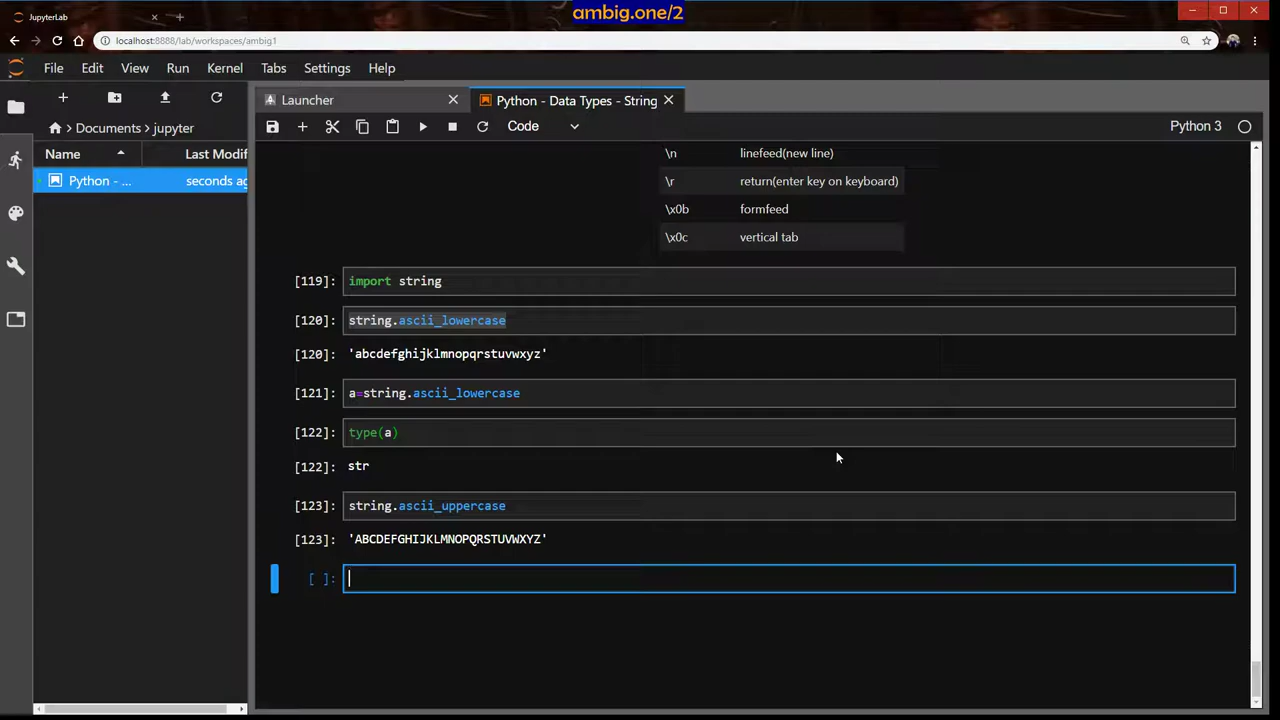 ambig.one/2
JupyterLab
localhost:8888/lab/workspaces/ambig1
File Edit View Run Kernel Tabs Settings Help
Launcher
Python - Data Types - String
Documents > jupyter
Code
Python 3
Name Last Modif
Python - ... seconds ag
\n linefeed(new line)
\r return(enter key on keyboard)
\x0b formfeed
\x0c vertical tab
[119]: import string
[120]: string.ascii_lowercase
[120]: 'abcdefghijklmnopqrstuvwxyz'
[121]: a=string.ascii_lowercase
[122]: type(a)
[122]: str
[123]: string.ascii_uppercase
[123]: 'ABCDEFGHIJKLMNOPQRSTUVWXYZ'
[ ]: